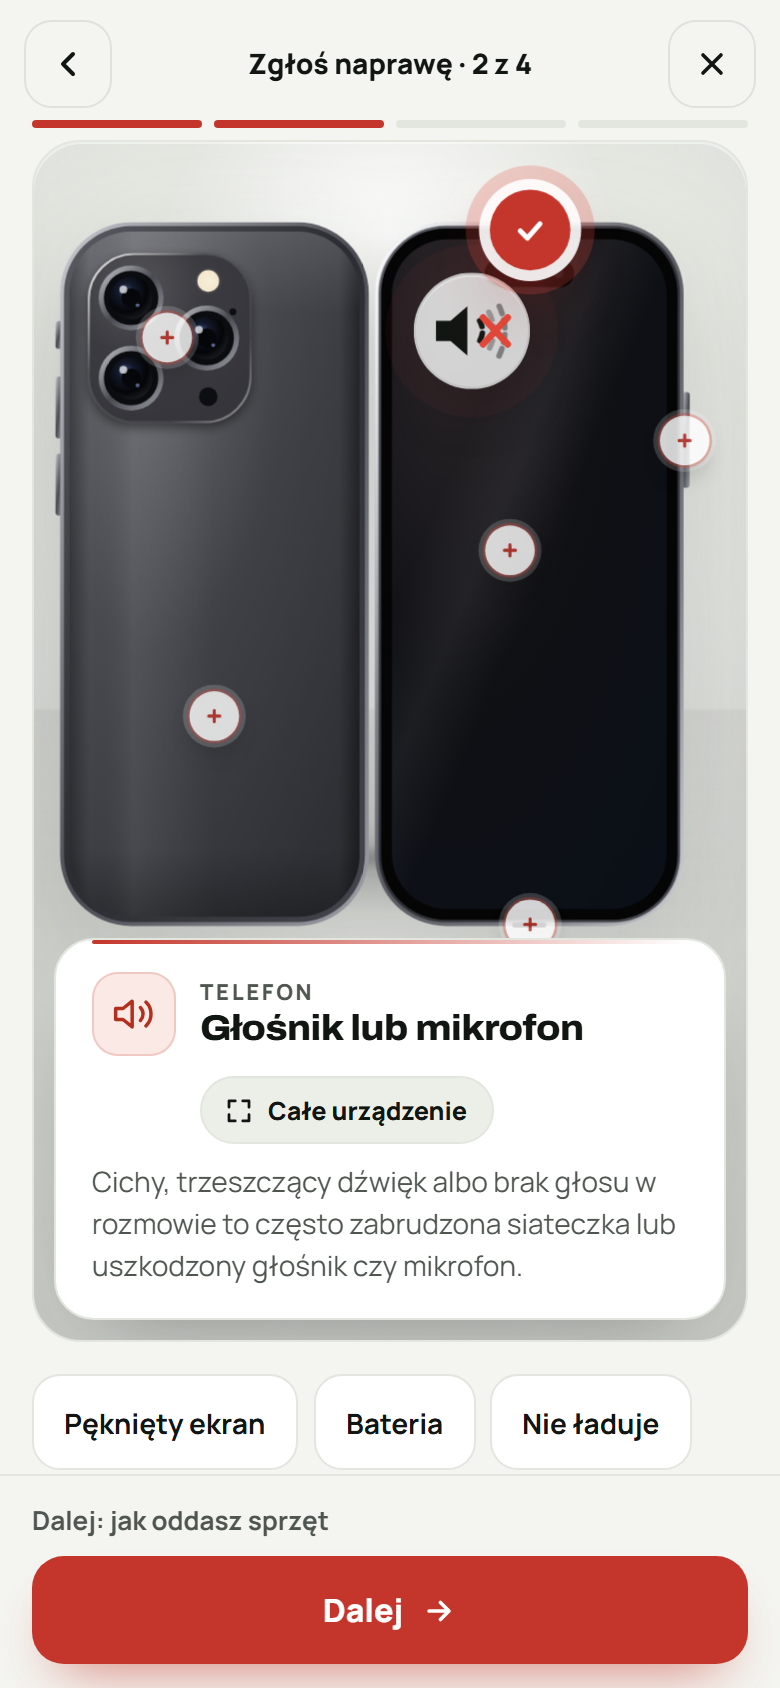 Zgłoś naprawę · 2 z 4
TELEFON
Głośnik lub mikrofon
Całe urządzenie
Cichy, trzeszczący dźwięk albo brak głosu w
rozmowie to często zabrudzona siateczka lub
uszkodzony głośnik czy mikrofon.
Pęknięty ekran
Bateria
Nie ładuje
Dalej: jak oddasz sprzęt
Dalej →